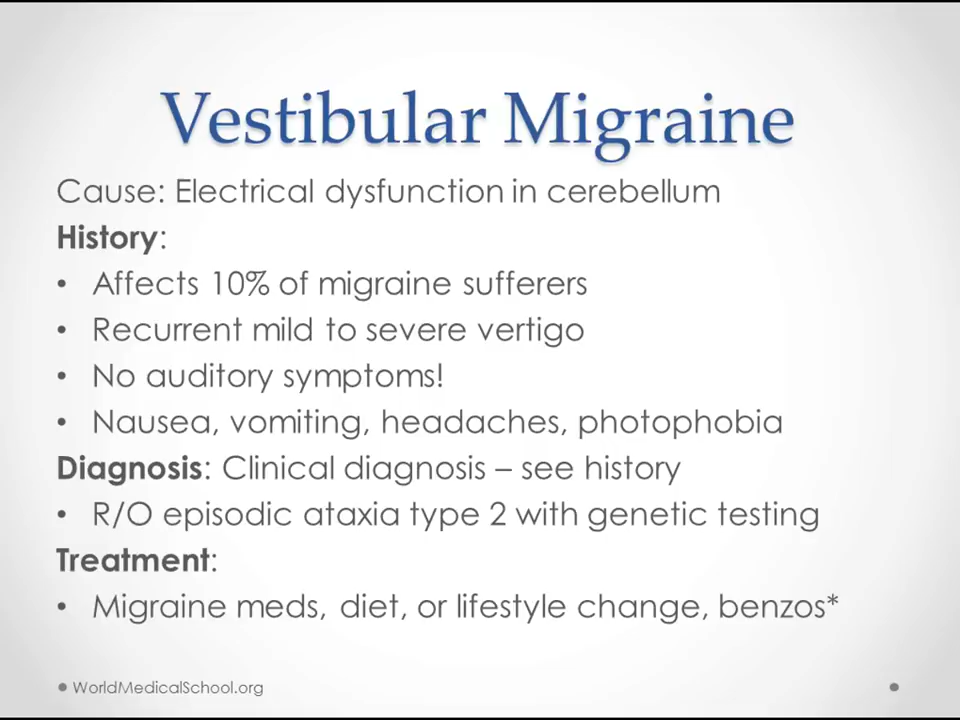 Vestibular Migraine
Cause: Electrical dysfunction in cerebellum
History:
• Affects 10% of migraine sufferers
• Recurrent mild to severe vertigo
• No auditory symptoms!
• Nausea, vomiting, headaches, photophobia
Diagnosis: Clinical diagnosis – see history
• R/O episodic ataxia type 2 with genetic testing
Treatment:
• Migraine meds, diet, or lifestyle change, benzos*
WorldMedicalSchool.org